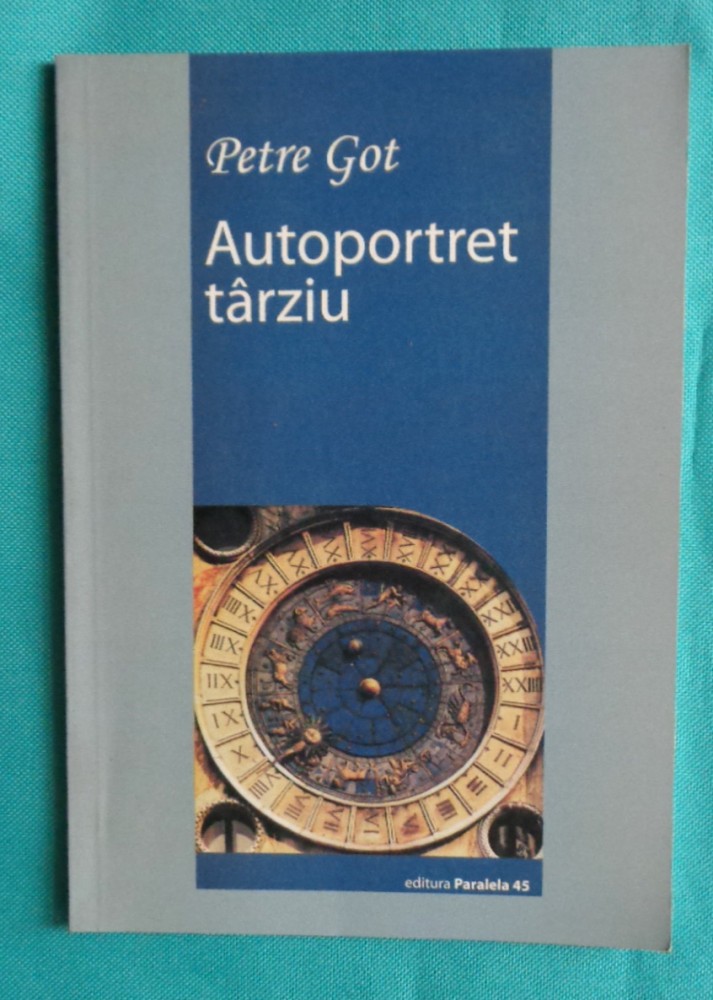 Petre Got
Autoportret
târziu
editura Paralela 45